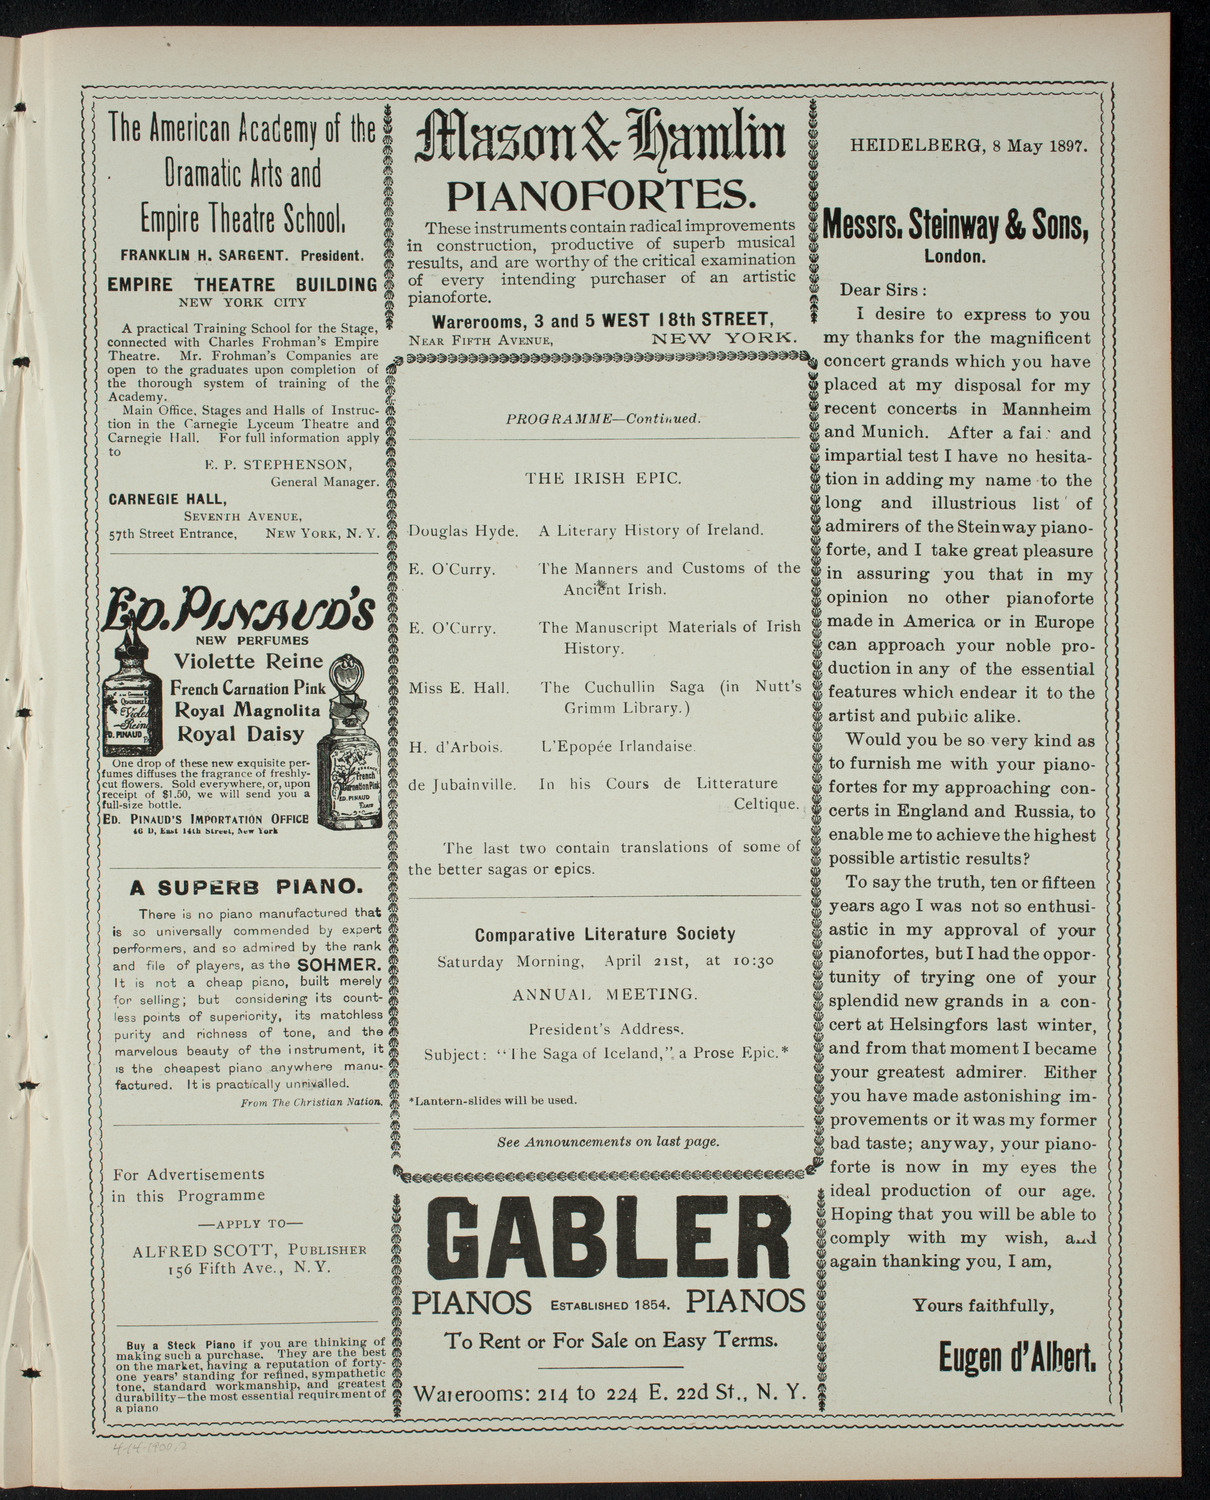 The American Academy of the
Dramatic Arts and
Empire Theatre School.
FRANKLIN H. SARGENT. President.
EMPIRE THEATRE BUILDING
NEW YORK CITY
A practical Training School for the Stage,
connected with Charles Frohman's Empire
Theatre. Mr. Frohman's Companies are
open to the graduates upon completion of
the thorough system of training of the
Academy.
Main Office, Stages and Halls of Instruc-
tion in the Carnegie Lyceum Theatre and
Carnegie Hall. For full information apply
to
E. P. STEPHENSON,
General Manager.
CARNEGIE HALL,
SEVENTH AVENUE,
57th Street Entrance, NEW YORK, N. Y.
ED. PINAUD'S
NEW PERFUMES
Violette Reine
French Carnation Pink
Royal Magnolita
Royal Daisy
One drop of these new exquisite per-
fumes diffuses the fragrance of freshly-
cut flowers. Sold everywhere, or, upon
receipt of $1.50, we will send you a
full-size bottle.
ED. PINAUD'S IMPORTATION OFFICE
46 D, East 14th Street, New York
A SUPERB PIANO.
There is no piano manufactured that
is so universally commended by expert
performers, and so admired by the rank
and file of players, as the SOHMER.
It is not a cheap piano, built merely
for selling; but considering its count-
less points of superiority, its matchless
purity and richness of tone, and the
marvelous beauty of the instrument, it
is the cheapest piano anywhere manu-
factured. It is practically unrivalled.
From The Christian Nation.
For Advertisements
in this Programme
—APPLY TO—
ALFRED SCOTT, PUBLISHER
156 Fifth Ave., N. Y.
Buy a Steck Piano if you are thinking of
making such a purchase. They are the best
on the market, having a reputation of forty-
one years' standing for refined, sympathetic
tone, standard workmanship, and greatest
durability—the most essential requirement of
a piano
4-14-1900.2
Mason & Hamlin
PIANOFORTES.
These instruments contain radical improvements
in construction, productive of superb musical
results, and are worthy of the critical examination
of every intending purchaser of an artistic
pianoforte.
Warerooms, 3 and 5 WEST 18th STREET,
NEAR FIFTH AVENUE, NEW YORK.
PROGRAMME—Continued.
THE IRISH EPIC.
Douglas Hyde. A Literary History of Ireland.
E. O'Curry. The Manners and Customs of the
Ancient Irish.
E. O'Curry. The Manuscript Materials of Irish
History.
Miss E. Hall. The Cuchullin Saga (in Nutt's
Grimm Library.)
H. d'Arbois. L'Epopée Irlandaise.
de Jubainville. In his Cours de Litterature
Celtique.
The last two contain translations of some of
the better sagas or epics.
Comparative Literature Society
Saturday Morning, April 21st, at 10:30
ANNUAL MEETING.
President's Address.
Subject: "The Saga of Iceland," a Prose Epic.*
*Lantern-slides will be used.
See Announcements on last page.
GABLER
PIANOS ESTABLISHED 1854. PIANOS
To Rent or For Sale on Easy Terms.
Warerooms: 214 to 224 E. 22d St., N. Y.
HEIDELBERG, 8 May 1897.
Messrs. Steinway & Sons,
London.
Dear Sirs:
I desire to express to you
my thanks for the magnificent
concert grands which you have
placed at my disposal for my
recent concerts in Mannheim
and Munich. After a fair and
impartial test I have no hesita-
tion in adding my name to the
long and illustrious list of
admirers of the Steinway piano-
forte, and I take great pleasure
in assuring you that in my
opinion no other pianoforte
made in America or in Europe
can approach your noble pro-
duction in any of the essential
features which endear it to the
artist and public alike.
Would you be so very kind as
to furnish me with your piano-
fortes for my approaching con-
certs in England and Russia, to
enable me to achieve the highest
possible artistic results?
To say the truth, ten or fifteen
years ago I was not so enthusi-
astic in my approval of your
pianofortes, but I had the oppor-
tunity of trying one of your
splendid new grands in a con-
cert at Helsingfors last winter,
and from that moment I became
your greatest admirer. Either
you have made astonishing im-
provements or it was my former
bad taste; anyway, your piano-
forte is now in my eyes the
ideal production of our age.
Hoping that you will be able to
comply with my wish, and
again thanking you, I am,
Yours faithfully,
Eugen d'Albert.